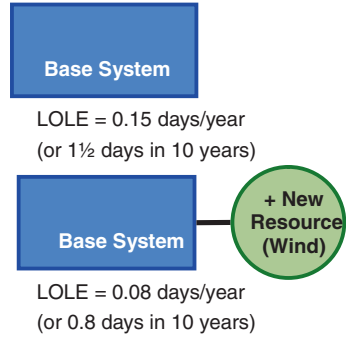 Base System
LOLE = 0.15 days/year
(or 1½ days in 10 years)
+ New
Resource
(Wind)
Base System
LOLE = 0.08 days/year
(or 0.8 days in 10 years)